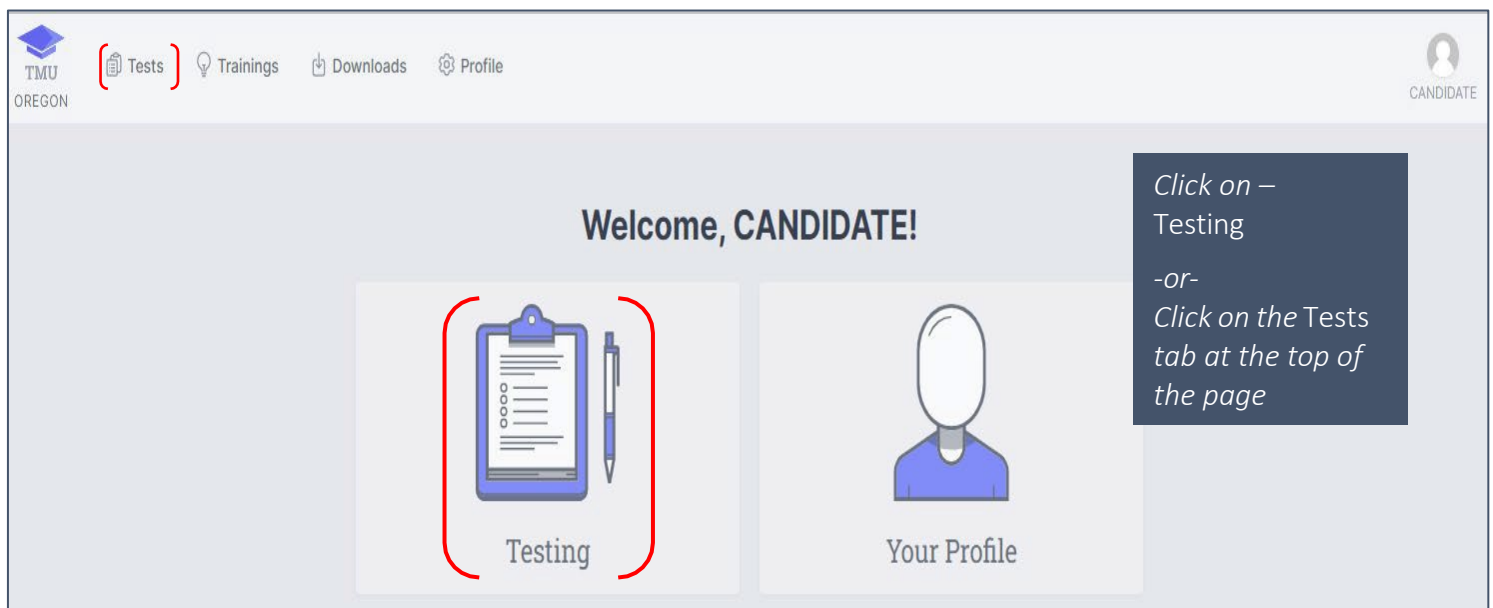 TMU
OREGON
Tests
Trainings
Downloads
Profile
CANDIDATE
Welcome, CANDIDATE!
Testing
Your Profile
Click on –
Testing
-or-
Click on the Tests
tab at the top of
the page